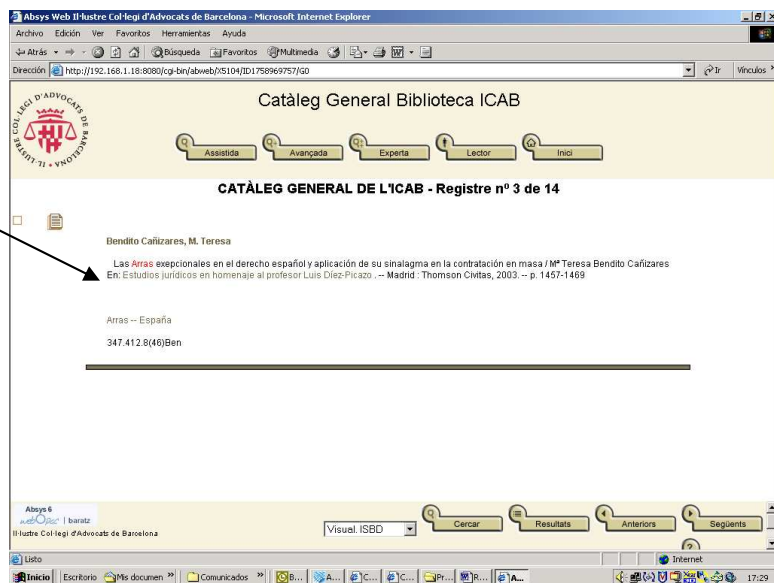 Absys Web Il·lustre Col·legi d'Advocats de Barcelona - Microsoft Internet Explorer
Archivo Edición Ver Favoritos Herramientas Ayuda
Atrás Búsqueda Favoritos Multimedia
Dirección http://192.168.1.18:8080/cgi-bin/abweb/X5104/ID1758969757/G0 Ir Vínculos »
Catàleg General Biblioteca ICAB
Assistida Avançada Experta Lector Inici
CATÀLEG GENERAL DE L'ICAB - Registre nº 3 de 14
Bendito Cañizares, M. Teresa
Las Arras exepcionales en el derecho español y aplicación de su sinalagma en la contratación en masa / Mª Teresa Bendito Cañizares
En: Estudios jurídicos en homenaje al profesor Luis Díez-Picazo . -- Madrid : Thomson Civitas, 2003. -- p. 1457-1469
Arras -- España
347.412.8(46)Ben
Absys 6
webOpac | baratz
Il·lustre Col·legi d'Advocats de Barcelona
Visual. ISBD Cercar Resultats Anteriors Següents
Listo Internet
Inicio Escritorio Mis documen » Comunicados » B... A... C... C... Pr... R... A... 17:29